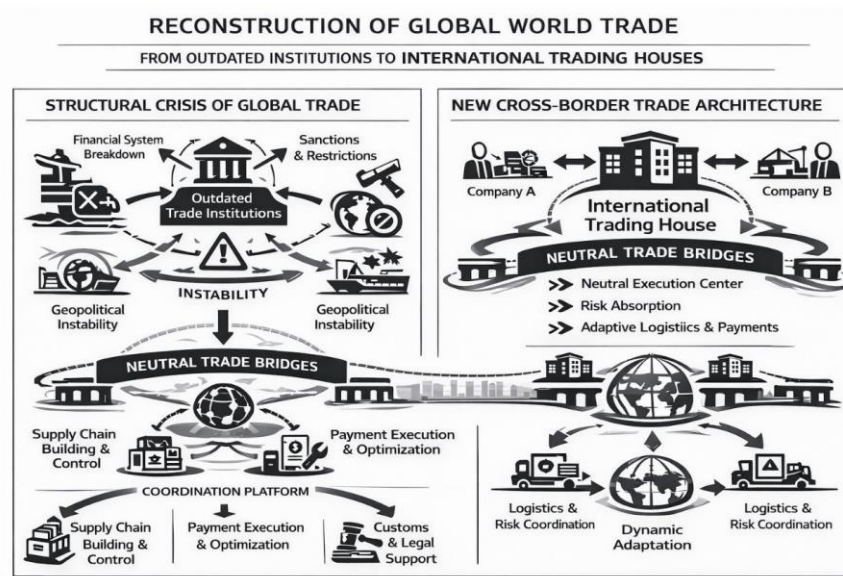 RECONSTRUCTION OF GLOBAL WORLD TRADE
FROM OUTDATED INSTITUTIONS TO INTERNATIONAL TRADING HOUSES
STRUCTURAL CRISIS OF GLOBAL TRADE
Financial System
Breakdown
Sanctions
& Restrictions
Outdated
Trade Institutions
Geopolitical
Instability
INSTABILITY
Geopolitical
Instability
NEUTRAL TRADE BRIDGES
Supply Chain
Building &
Control
Payment Execution
& Optimization
COORDINATION PLATFORM
Supply Chain
Building &
Control
Payment Execution
& Optimization
Customs
& Legal
Support
NEW CROSS-BORDER TRADE ARCHITECTURE
Company A
Company B
International
Trading House
NEUTRAL TRADE BRIDGES
>>> Neutral Execution Center
>>> Risk Absorption
>>> Adaptive Logistiics & Payments
Logistics &
Risk Coordination
Dynamic
Adaptation
Logistics &
Risk Coordination